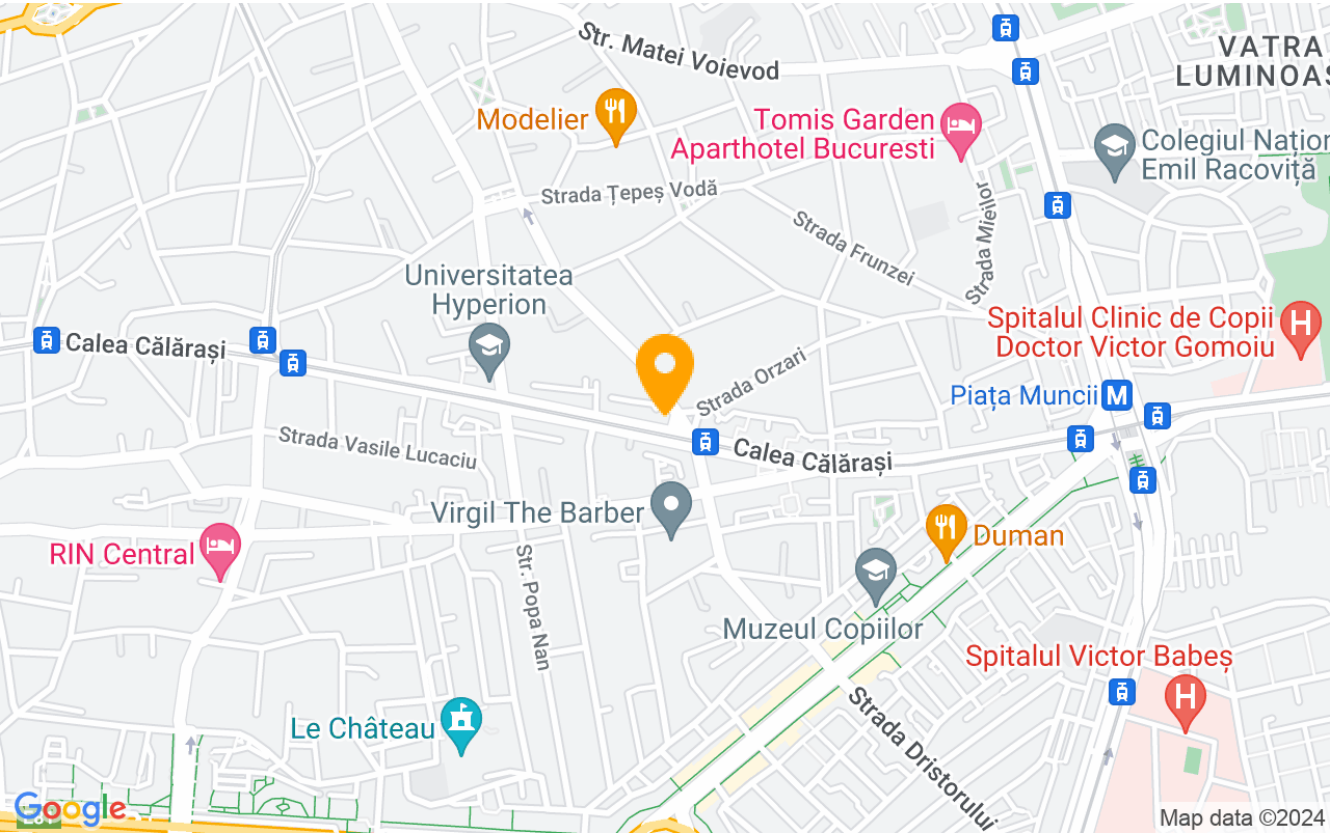 Str. Matei Voievod
VATRA
LUMINOAS
Modelier
Tomis Garden
Aparthotel Bucuresti
Colegiul Națion
Emil Racoviță
Strada Țepeș Vodă
Strada Mieilor
Strada Frunzei
Universitatea
Hyperion
Spitalul Clinic de Copii
Doctor Victor Gomoiu
H
Calea Călărași
Strada Orzari
Piața Muncii
M
Strada Vasile Lucaciu
Calea Călărași
Virgil The Barber
RIN Central
Duman
Str. Popa Nan
Muzeul Copiilor
Spitalul Victor Babeș
H
Le Château
Strada Dristorului
Google
Map data ©2024